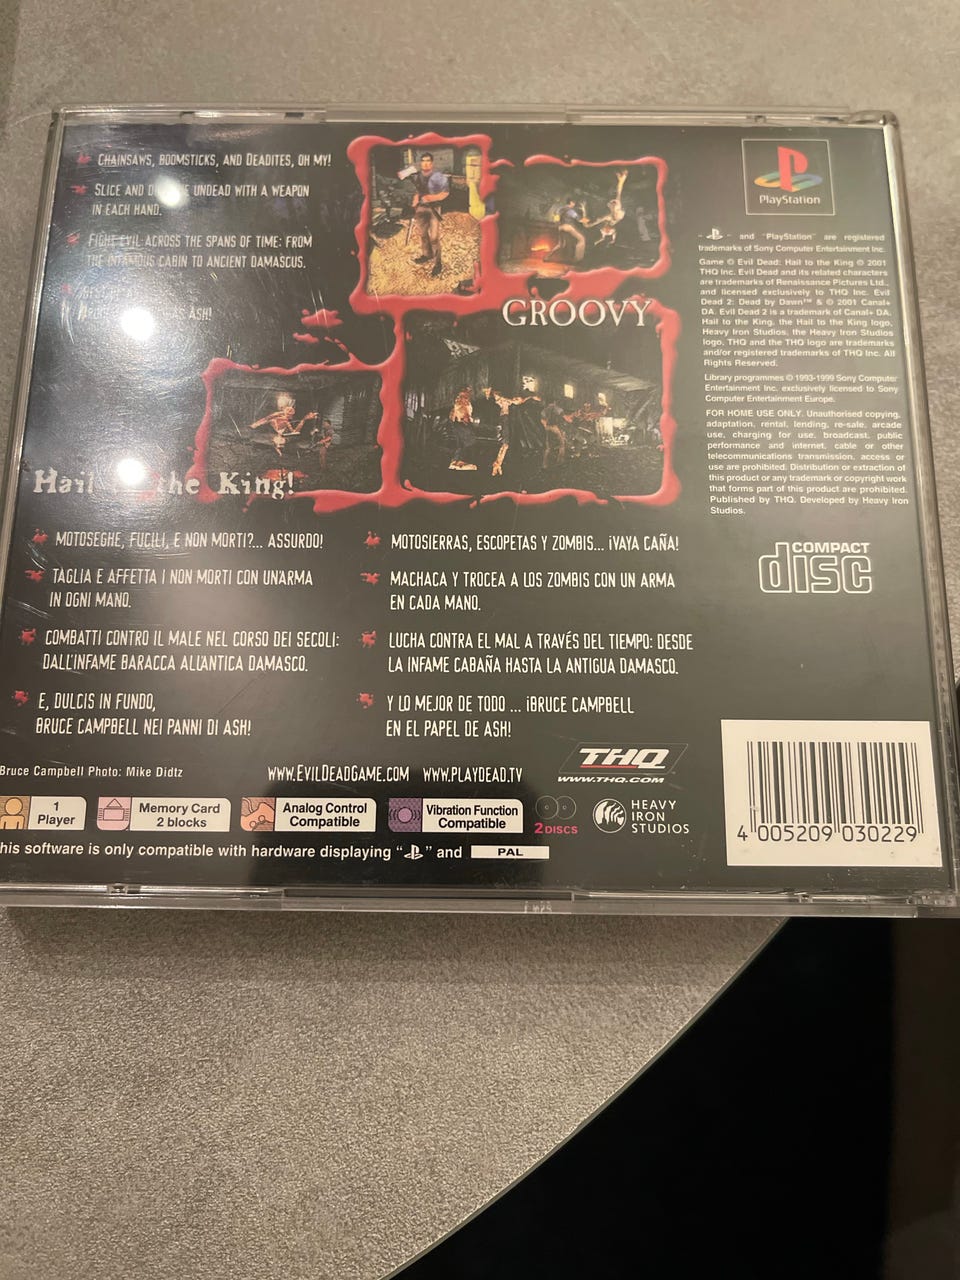 CHAINSAWS, BOOMSTICKS, AND DEADITES, OH MY!
SLICE AND UNDEAD WITH A WEAPON
IN EACH HAND.
FIGHT EVIL ACROSS THE SPANS OF TIME: FROM
THE INFAMOUS CABIN TO ANCIENT DAMASCUS.
ASH!
GROOVY
Hail the King!
PlayStation
" " and "PlayStation" are registered
trademarks of Sony Computer Entertainment Inc.
Game © Evil Dead: Hail to the King © 2001
THQ Inc. Evil Dead and its related characters
are trademarks of Renaissance Pictures Ltd.,
and licensed exclusively to THQ Inc. Evil
Dead 2: Dead by Dawn™ & © 2001 Canal+
DA. Evil Dead 2 is a trademark of Canal+ DA.
Hail to the King, the Hail to the King logo,
Heavy Iron Studios, the Heavy Iron Studios
logo, THQ and the THQ logo are trademarks
and/or registered trademarks of THQ Inc. All
Rights Reserved.
Library programmes © 1993-1999 Sony Computer
Entertainment Inc. exclusively licensed to Sony
Computer Entertainment Europe.
FOR HOME USE ONLY. Unauthorised copying,
adaptation, rental, lending, re-sale, arcade
use, charging for use, broadcast, public
performance and internet, cable or other
telecommunications transmission, access or
use are prohibited. Distribution or extraction of
this product or any trademark or copyright work
that forms part of this product are prohibited.
Published by THQ. Developed by Heavy Iron
Studios.
COMPACT
disc
MOTOSEGHE, FUCILI, E NON MORTI?... ASSURDO!
TAGLIA E AFFETTA I NON MORTI CON UN'ARMA
IN OGNI MANO.
COMBATTI CONTRO IL MALE NEL CORSO DEI SECOLI:
DALL'INFAME BARACCA ALL'ANTICA DAMASCO.
E, DULCIS IN FUNDO,
BRUCE CAMPBELL NEI PANNI DI ASH!
MOTOSIERRAS, ESCOPETAS Y ZOMBIS... ¡VAYA CAÑA!
MACHACA Y TROCEA A LOS ZOMBIS CON UN ARMA
EN CADA MANO.
LUCHA CONTRA EL MAL A TRAVÉS DEL TIEMPO: DESDE
LA INFAME CABAÑA HASTA LA ANTIGUA DAMASCO.
Y LO MEJOR DE TODO ... ¡BRUCE CAMPBELL
EN EL PAPEL DE ASH!
Bruce Campbell Photo: Mike Didtz
WWW.EVILDEADGAME.COM WWW.PLAYDEAD.TV
THQ
WWW.THQ.COM
1
Player
Memory Card
2 blocks
Analog Control
Compatible
Vibration Function
Compatible
2 DISCS
HEAVY
IRON
STUDIOS
his software is only compatible with hardware displaying " " and PAL
4 005209 030229